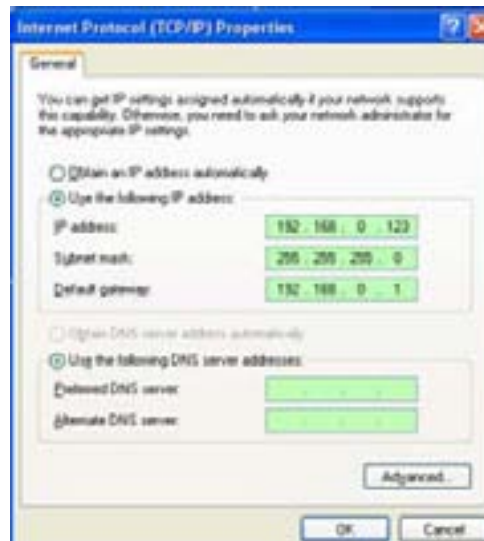 Internet Protocol (TCP/IP) Properties
General
You can get IP settings assigned automatically if your network supports
this capability. Otherwise, you need to ask your network administrator for
the appropriate IP settings.
Obtain an IP address automatically
Use the following IP address:
IP address: 192 . 168 . 0 . 123
Subnet mask: 255 . 255 . 255 . 0
Default gateway: 192 . 168 . 0 . 1
Obtain DNS server address automatically
Use the following DNS server addresses:
Preferred DNS server:
Alternate DNS server:
Advanced...
OK Cancel